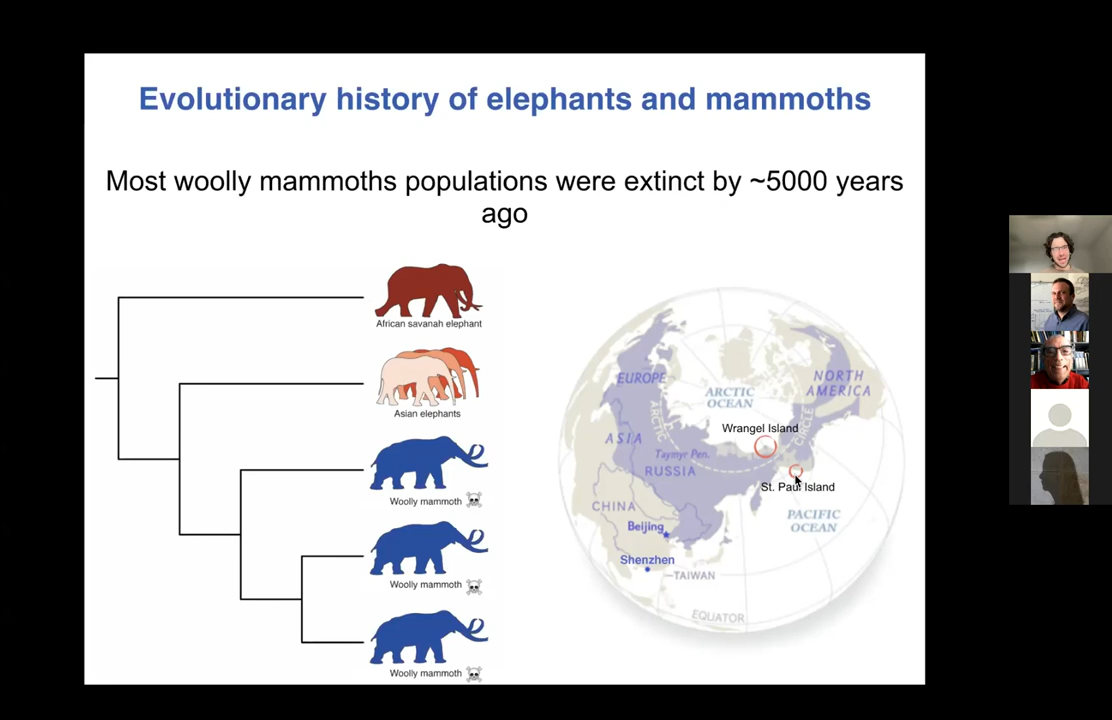 Evolutionary history of elephants and mammoths
Most woolly mammoths populations were extinct by ~5000 years
ago
African savanah elephant
Asian elephants
Woolly mammoth
Woolly mammoth
Woolly mammoth
EUROPE
NORTH
AMERICA
ARCTIC
OCEAN
ARCTIC
CIRCLE
Wrangel Island
ASIA
Taymyr Pen.
RUSSIA
St. Paul Island
CHINA
PACIFIC
OCEAN
Beijing
Shenzhen
TAIWAN
EQUATOR